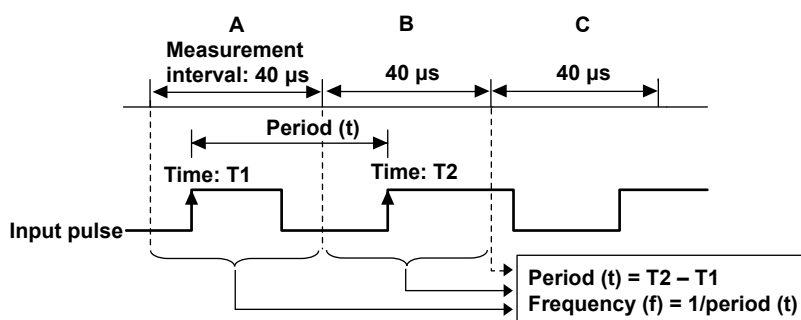 A
B
C
Measurement
interval: 40 µs
40 µs
40 µs
Period (t)
Time: T1
Time: T2
Input pulse
Period (t) = T2 – T1
Frequency (f) = 1/period (t)